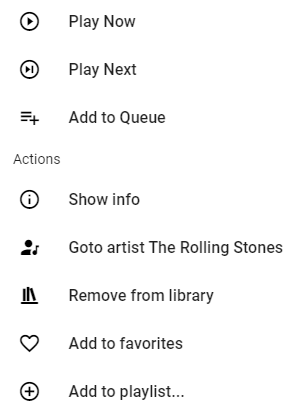 Play Now
Play Next
Add to Queue
Actions
Show info
Goto artist The Rolling Stones
Remove from library
Add to favorites
Add to playlist...